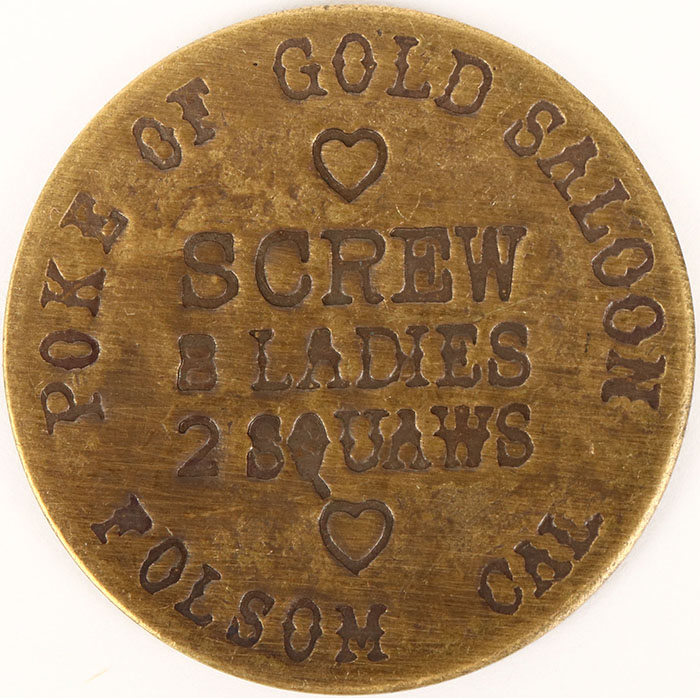 POKE OF GOLD SALOON
SCREW
8 LADIES
2 SQUAWS
FOLSOM CAL